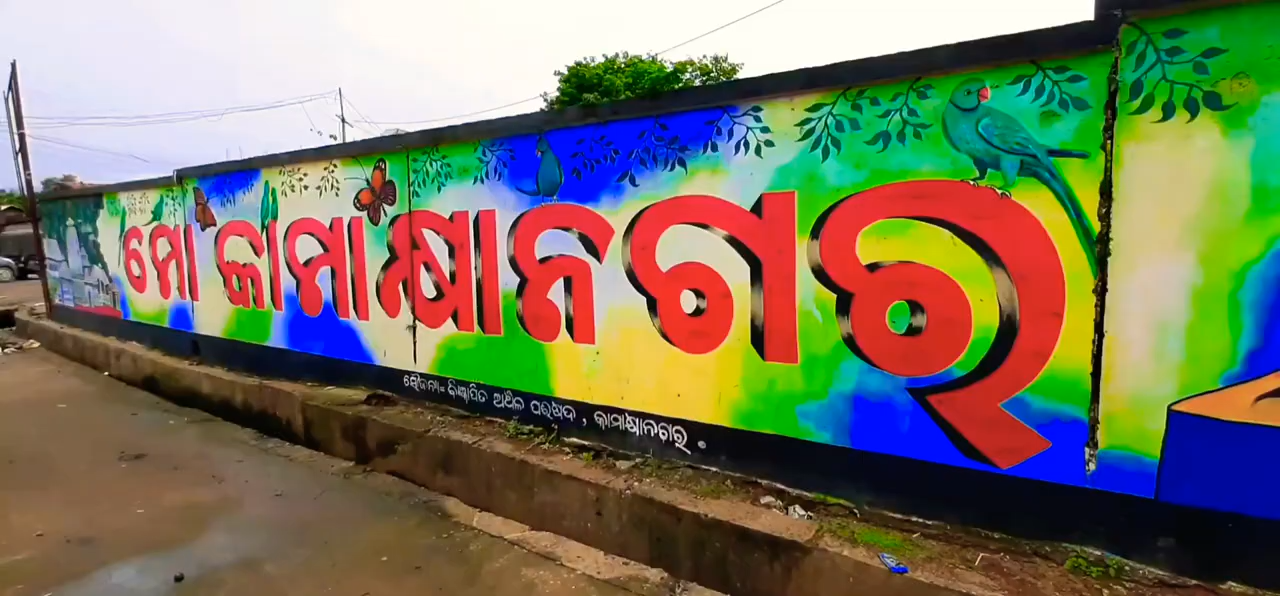 ମୋ କାମାକ୍ଷାନଗର
ସୌଜନ୍ୟ- ବିଜ୍ଞାପିତ ଅଞ୍ଚଳ ପରିଷଦ , କାମାକ୍ଷାନଗର .